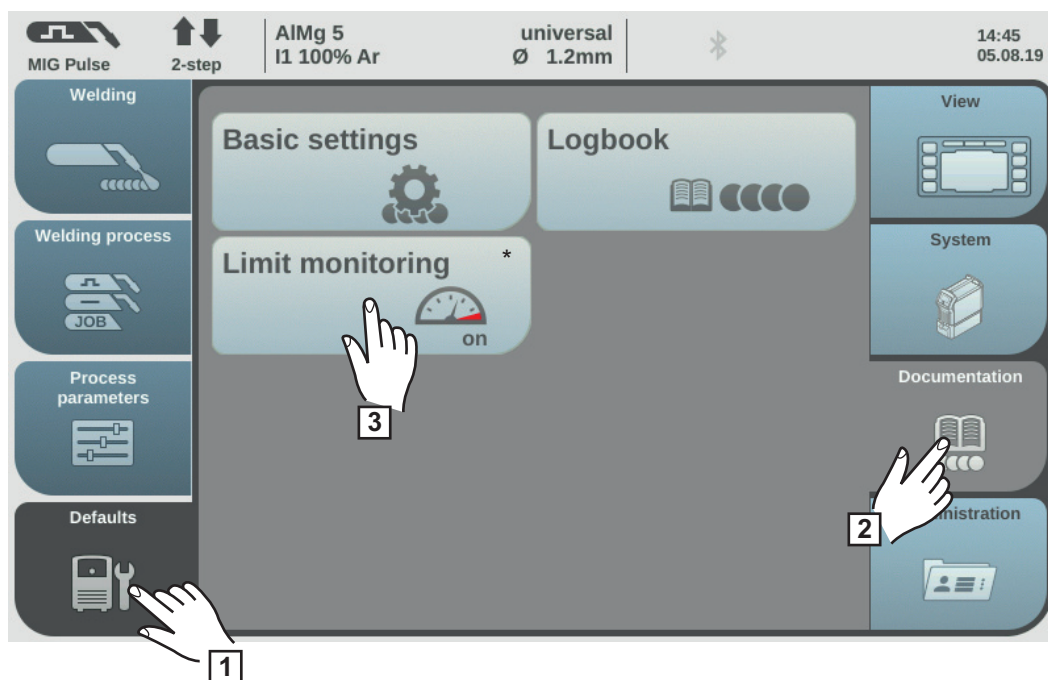 MIG Pulse
2-step
AlMg 5
I1 100% Ar
universal
Ø 1.2mm
14:45
05.08.19
Welding
Welding process
JOB
Process
parameters
Defaults
Basic settings
Logbook
Limit monitoring *
on
View
System
Documentation
nistration
1
2
3